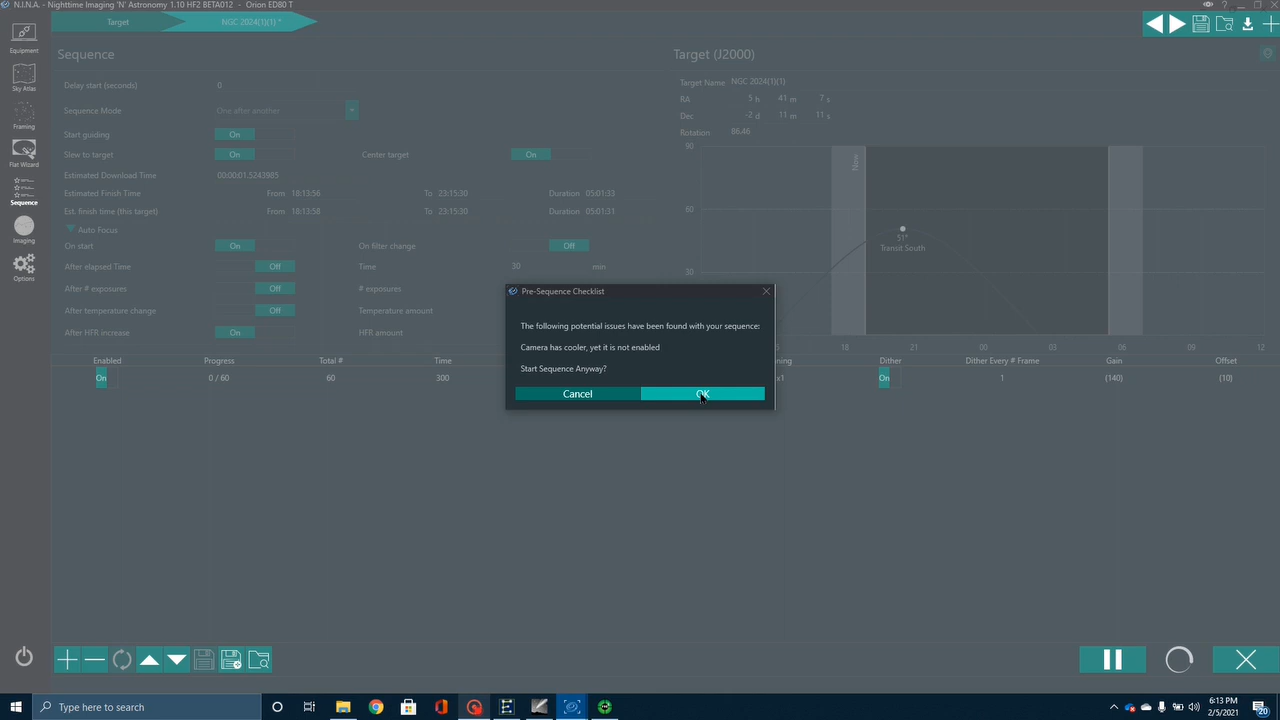 N.I.N.A. - Nighttime Imaging 'N' Astronomy 1.10 HF2 BETA012 - Orion ED80 T
Target
NGC 2024(1)(1) *
Equipment
Sky Atlas
Framing
Flat Wizard
Sequence
Imaging
Options
Sequence
Delay start (seconds) 0
Sequence Mode One after another
Start guiding On
Slew to target On Center target On
Estimated Download Time 00:00:01.5243985
Estimated Finish Time From 18:13:56 To 23:15:30 Duration 05:01:33
Est. finish time (this target) From 18:13:58 To 23:15:30 Duration 05:01:31
Auto Focus
On start On On filter change Off
After elapsed Time Off Time 30 mm
After # exposures Off # exposures
After temperature change Off Temperature amount
After HFR increase On HFR amount
Target (J2000)
Target Name NGC 2024(1)(1)
RA 5 h 41 m 7 s
Dec -2 d 11 m 11 s
Rotation 86.46
90
60
30
Now
51°
Transit South
18 21 00 03 06 09 12
Pre-Sequence Checklist
The following potential issues have been found with your sequence:
Camera has cooler, yet it is not enabled
Start Sequence Anyway?
Cancel OK
Enabled Progress Total # Time Dither Dither Every # Frame Gain Offset
On 0 / 60 60 300 x1 On 1 (140) (10)
Type here to search
6:13 PM
2/5/2021
20